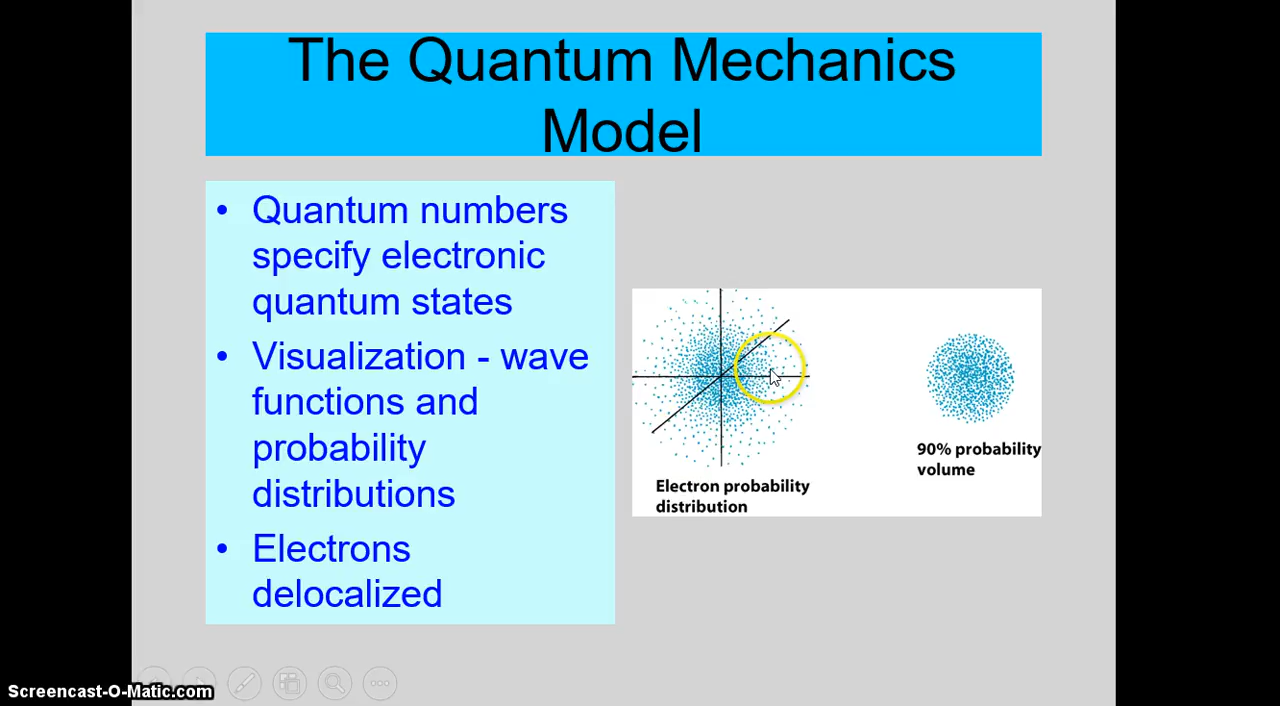 The Quantum Mechanics
Model
• Quantum numbers
specify electronic
quantum states
• Visualization - wave
functions and
probability
distributions
• Electrons
delocalized
Electron probability
distribution
90% probability
volume
Screencast-O-Matic.com